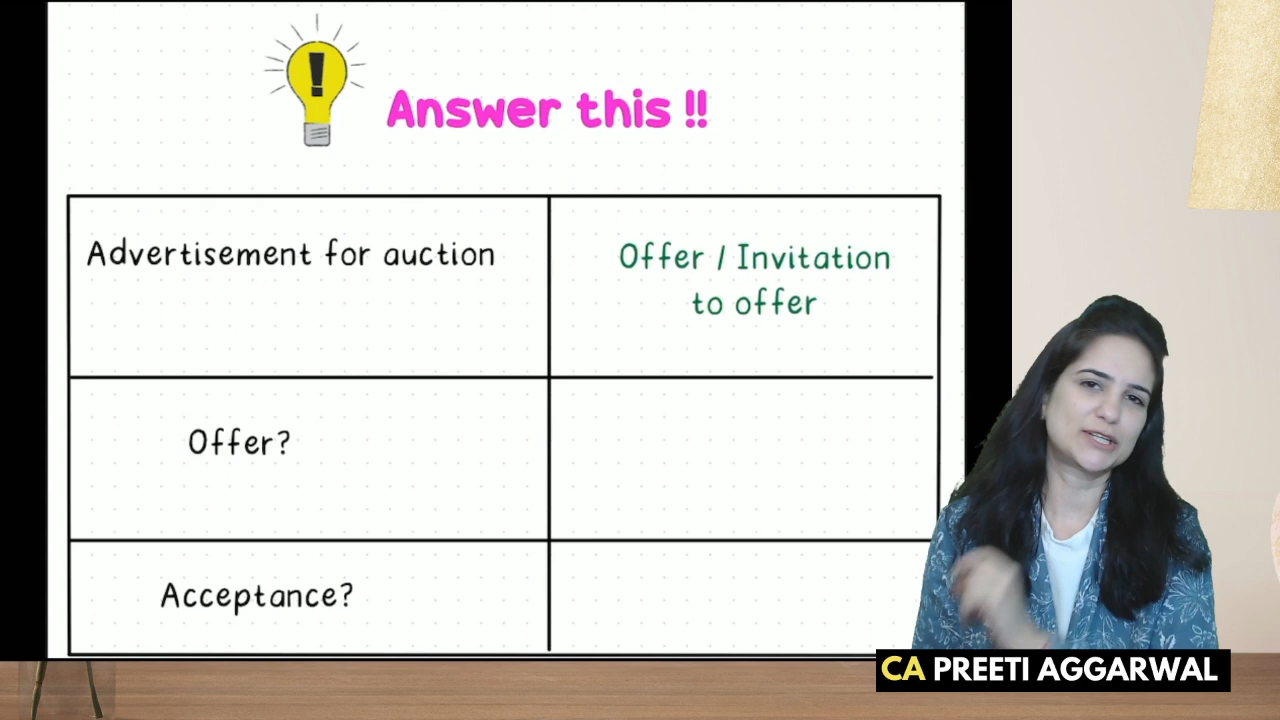 Answer this !!
Advertisement for auction
Offer / Invitation
to offer
Offer?
Acceptance?
CA PREETI AGGARWAL